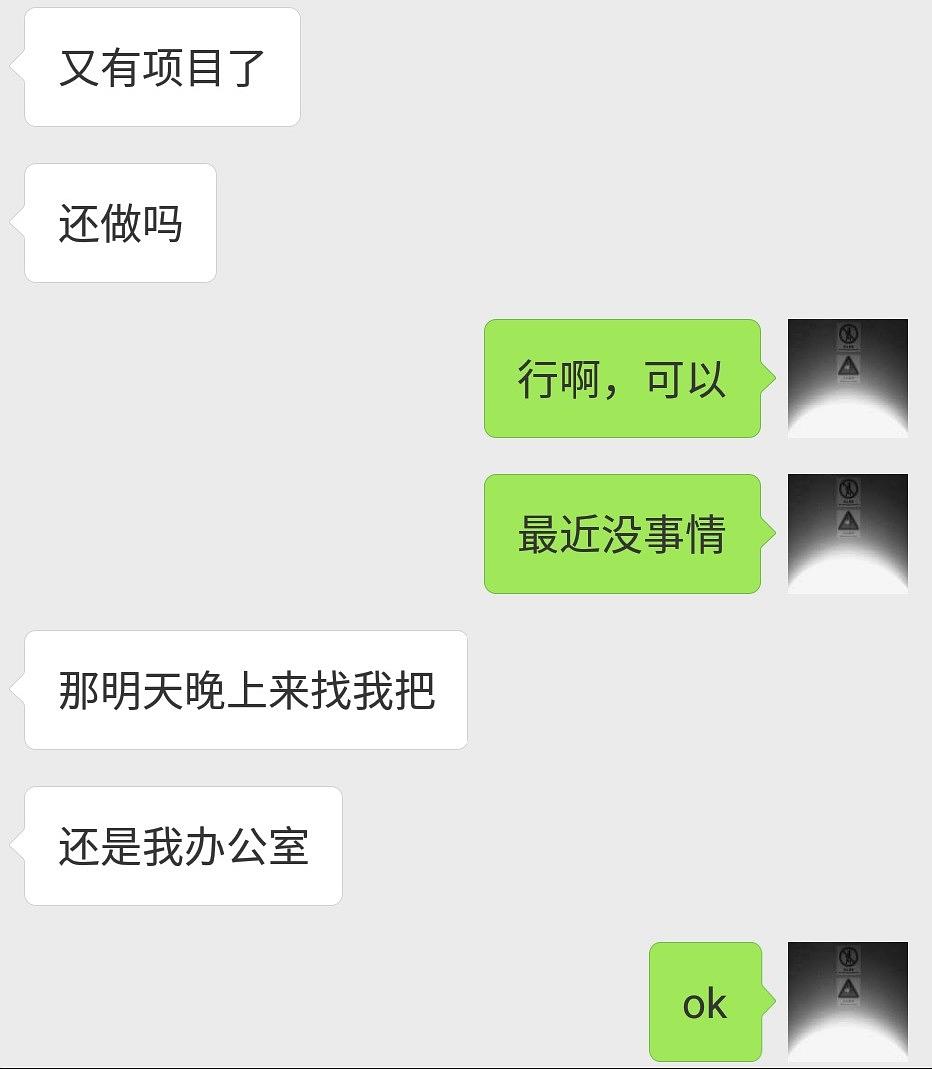 又有项目了
还做吗
行啊，可以
最近没事情
那明天晚上来找我把
还是我办公室
ok